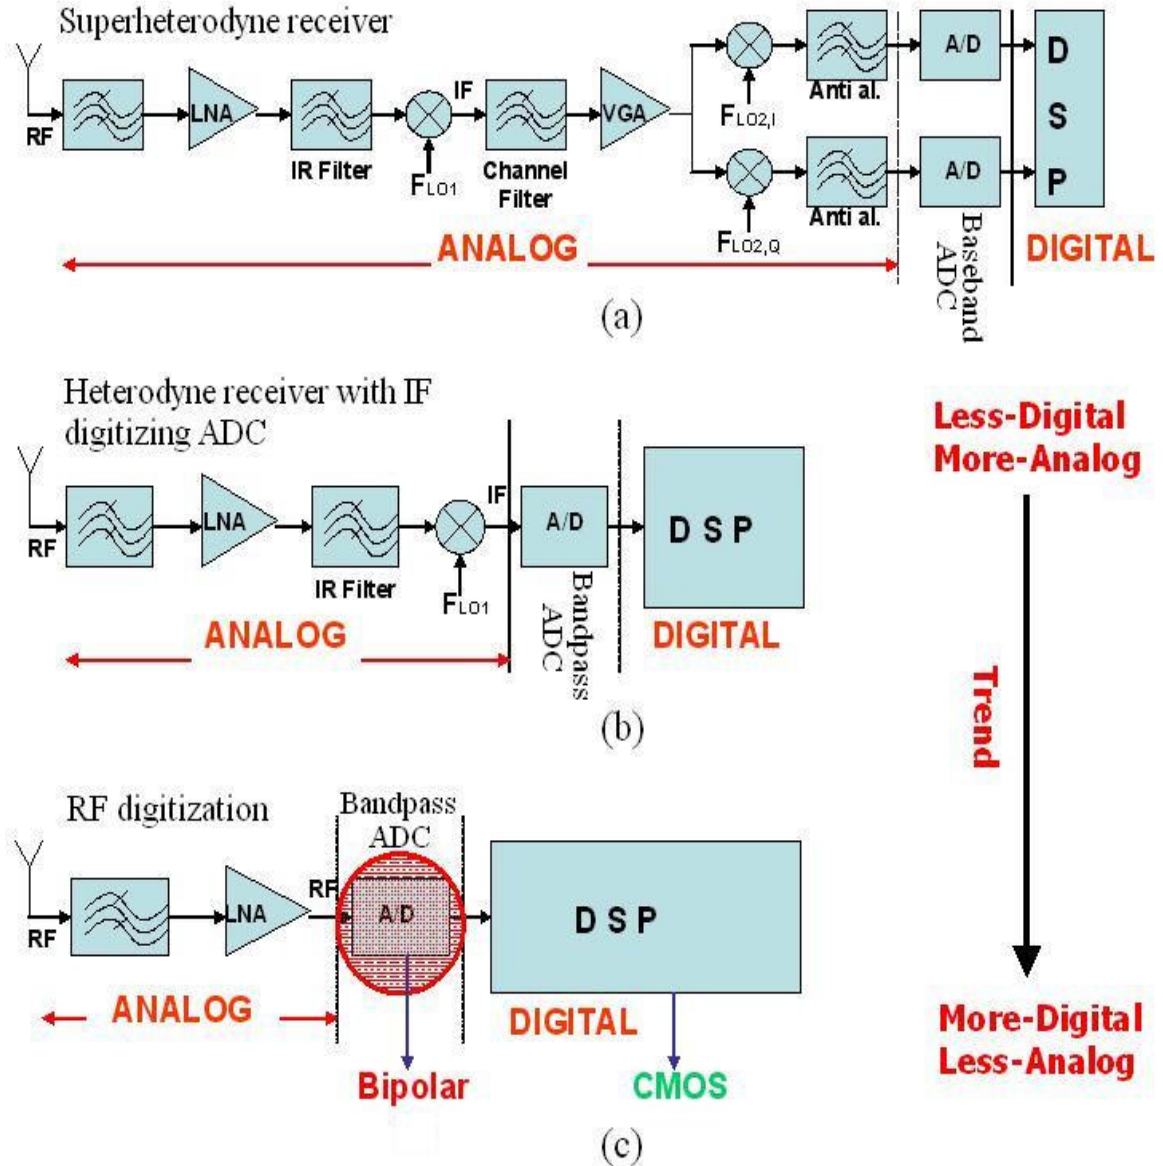 Superheterodyne receiver
RF
LNA
IR Filter
IF
FLO1
Channel
Filter
VGA
FLO2,I
FLO2,Q
Anti al.
Anti al.
A/D
A/D
D
S
P
ANALOG
Baseband
ADC
DIGITAL
(a)
Heterodyne receiver with IF
digitizing ADC
RF
LNA
IR Filter
FLO1
IF
A/D
Bandpass
ADC
D S P
ANALOG
DIGITAL
(b)
Less-Digital
More-Analog
Trend
More-Digital
Less-Analog
RF digitization
Bandpass
ADC
RF
LNA
RF
A/D
D S P
ANALOG
DIGITAL
Bipolar
CMOS
(c)